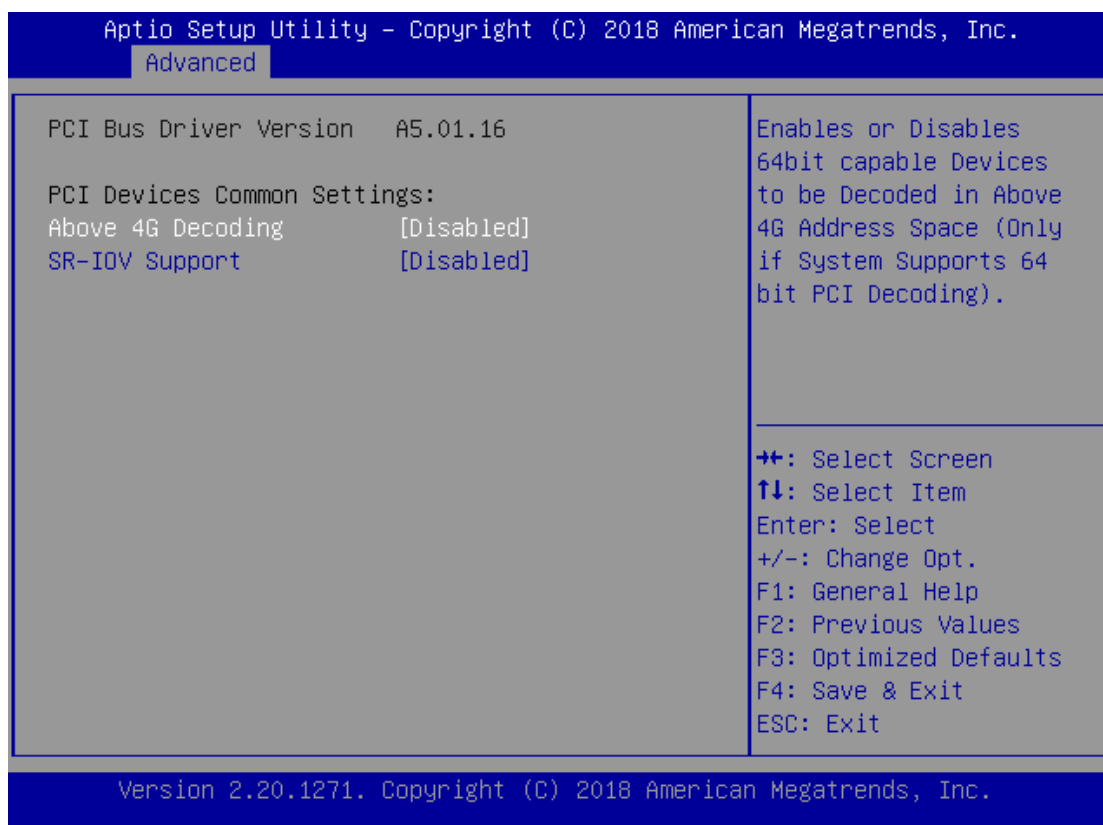 Aptio Setup Utility – Copyright (C) 2018 American Megatrends, Inc.
Advanced
PCI Bus Driver Version A5.01.16
PCI Devices Common Settings:
Above 4G Decoding [Disabled]
SR-IOV Support [Disabled]
Enables or Disables
64bit capable Devices
to be Decoded in Above
4G Address Space (Only
if System Supports 64
bit PCI Decoding).
→←: Select Screen
↑↓: Select Item
Enter: Select
+/-: Change Opt.
F1: General Help
F2: Previous Values
F3: Optimized Defaults
F4: Save & Exit
ESC: Exit
Version 2.20.1271. Copyright (C) 2018 American Megatrends, Inc.